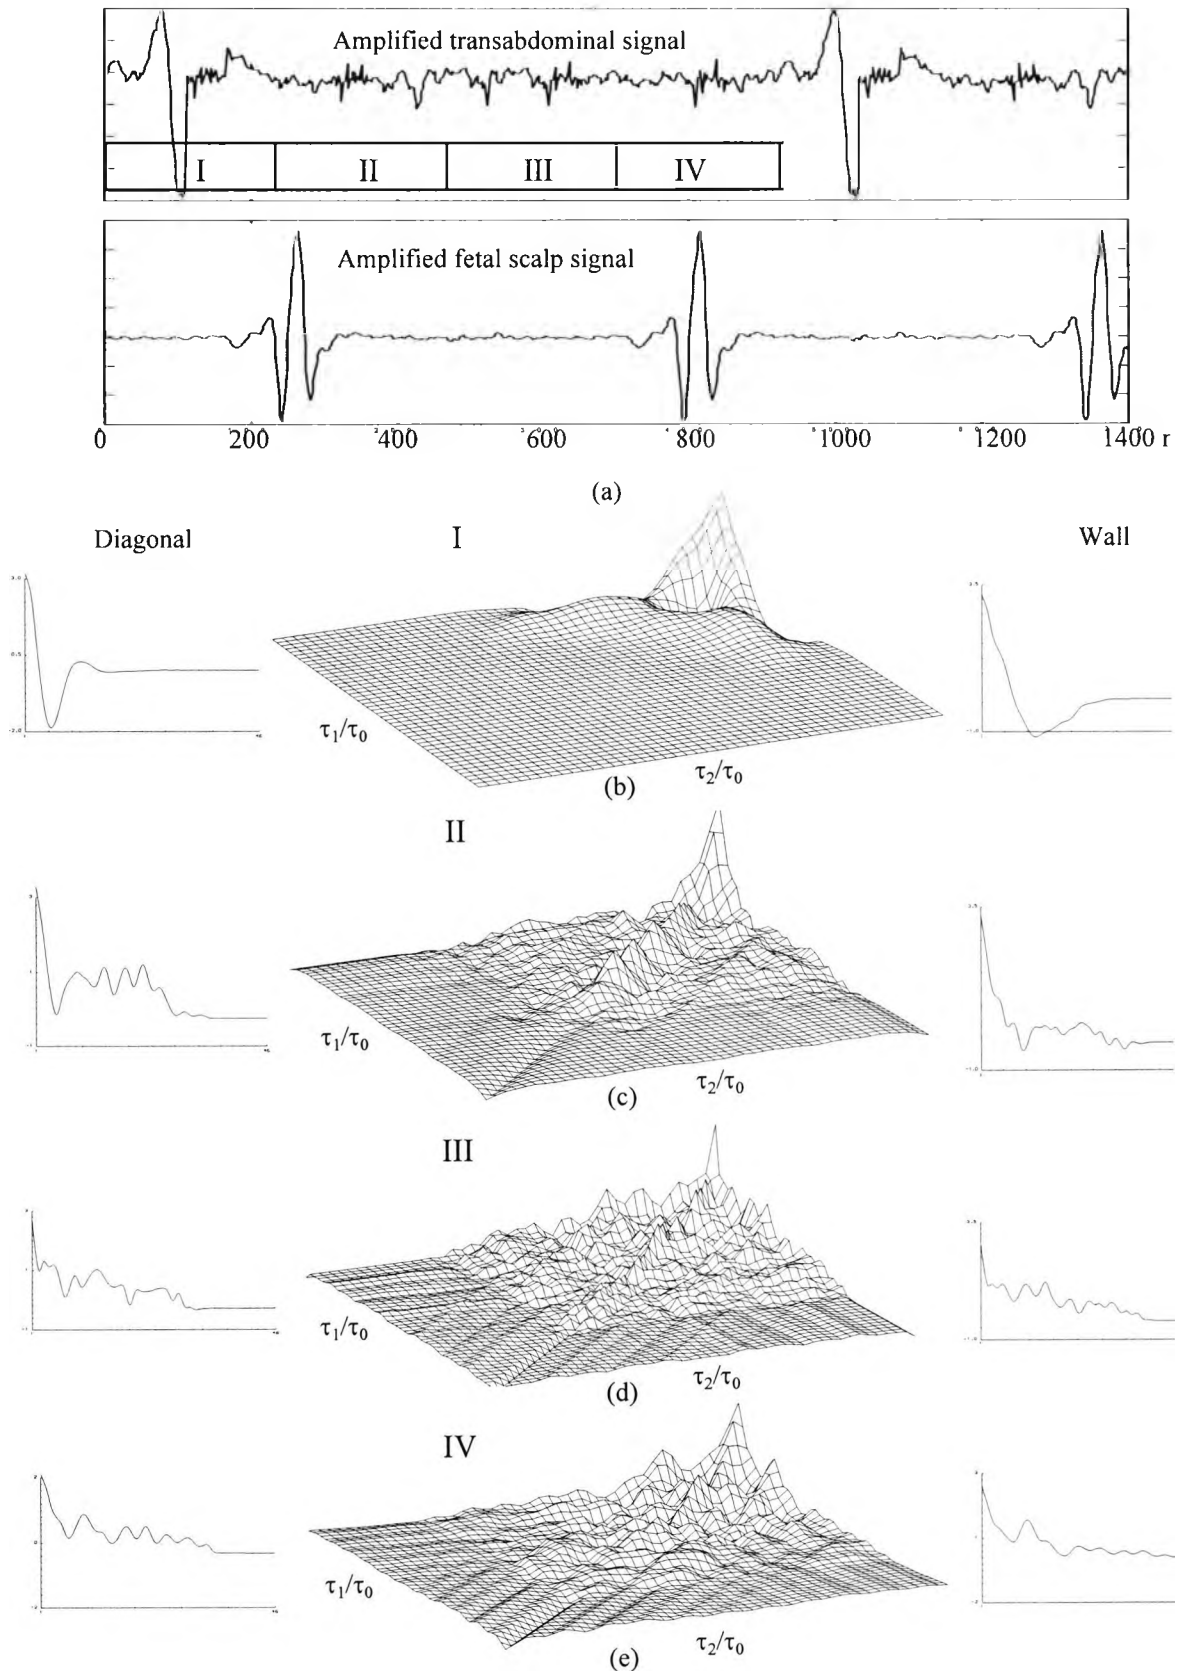 Amplified transabdominal signal
I II III IV
Amplified fetal scalp signal
0 200 400 600 800 1000 1200 1400 r
(a)
Diagonal I Wall
τ₁/τ₀
τ₂/τ₀
(b)
II
τ₁/τ₀
τ₂/τ₀
(c)
III
τ₁/τ₀
τ₂/τ₀
(d)
IV
τ₁/τ₀
τ₂/τ₀
(e)